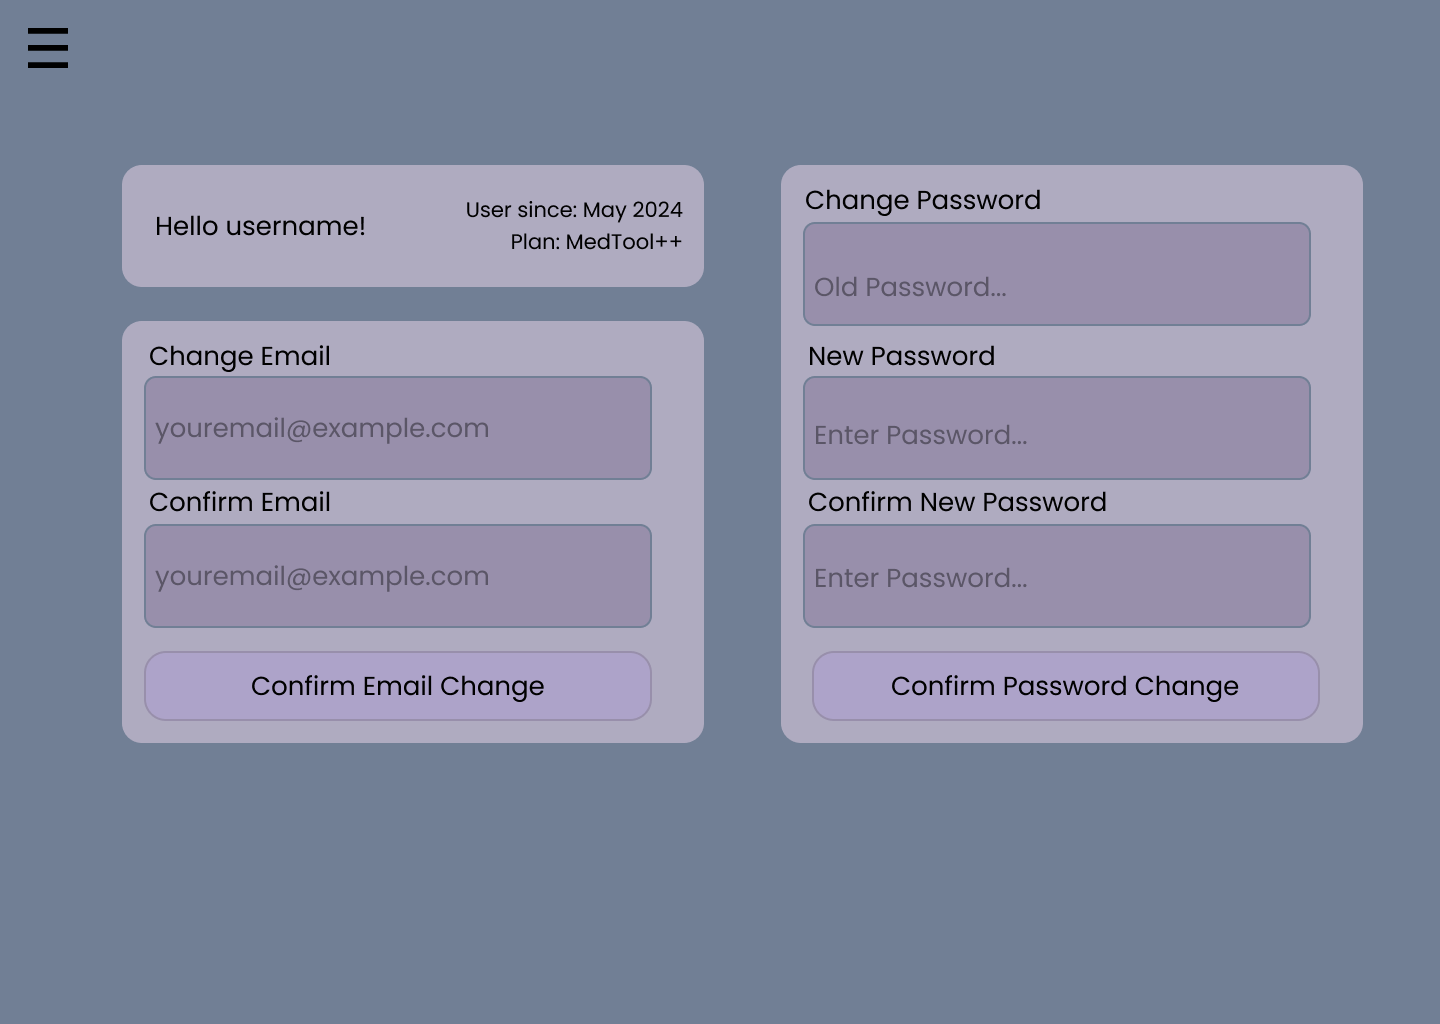 Hello username!
User since: May 2024
Plan: MedTool++
Change Email
youremail@example.com
Confirm Email
youremail@example.com
Confirm Email Change
Change Password
Old Password...
New Password
Enter Password...
Confirm New Password
Enter Password...
Confirm Password Change